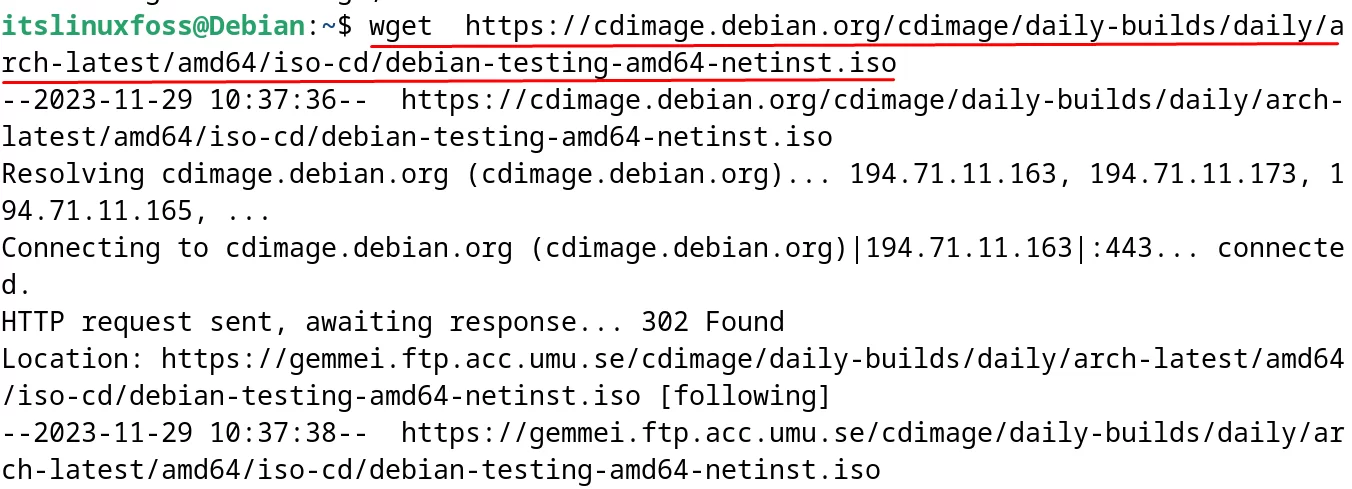 itslinuxfoss@Debian:~$ wget  https://cdimage.debian.org/cdimage/daily-builds/daily/a
rch-latest/amd64/iso-cd/debian-testing-amd64-netinst.iso
--2023-11-29 10:37:36--  https://cdimage.debian.org/cdimage/daily-builds/daily/arch-
latest/amd64/iso-cd/debian-testing-amd64-netinst.iso
Resolving cdimage.debian.org (cdimage.debian.org)... 194.71.11.163, 194.71.11.173, 1
94.71.11.165, ...
Connecting to cdimage.debian.org (cdimage.debian.org)|194.71.11.163|:443... connecte
d.
HTTP request sent, awaiting response... 302 Found
Location: https://gemmei.ftp.acc.umu.se/cdimage/daily-builds/daily/arch-latest/amd64
/iso-cd/debian-testing-amd64-netinst.iso [following]
--2023-11-29 10:37:38--  https://gemmei.ftp.acc.umu.se/cdimage/daily-builds/daily/ar
ch-latest/amd64/iso-cd/debian-testing-amd64-netinst.iso